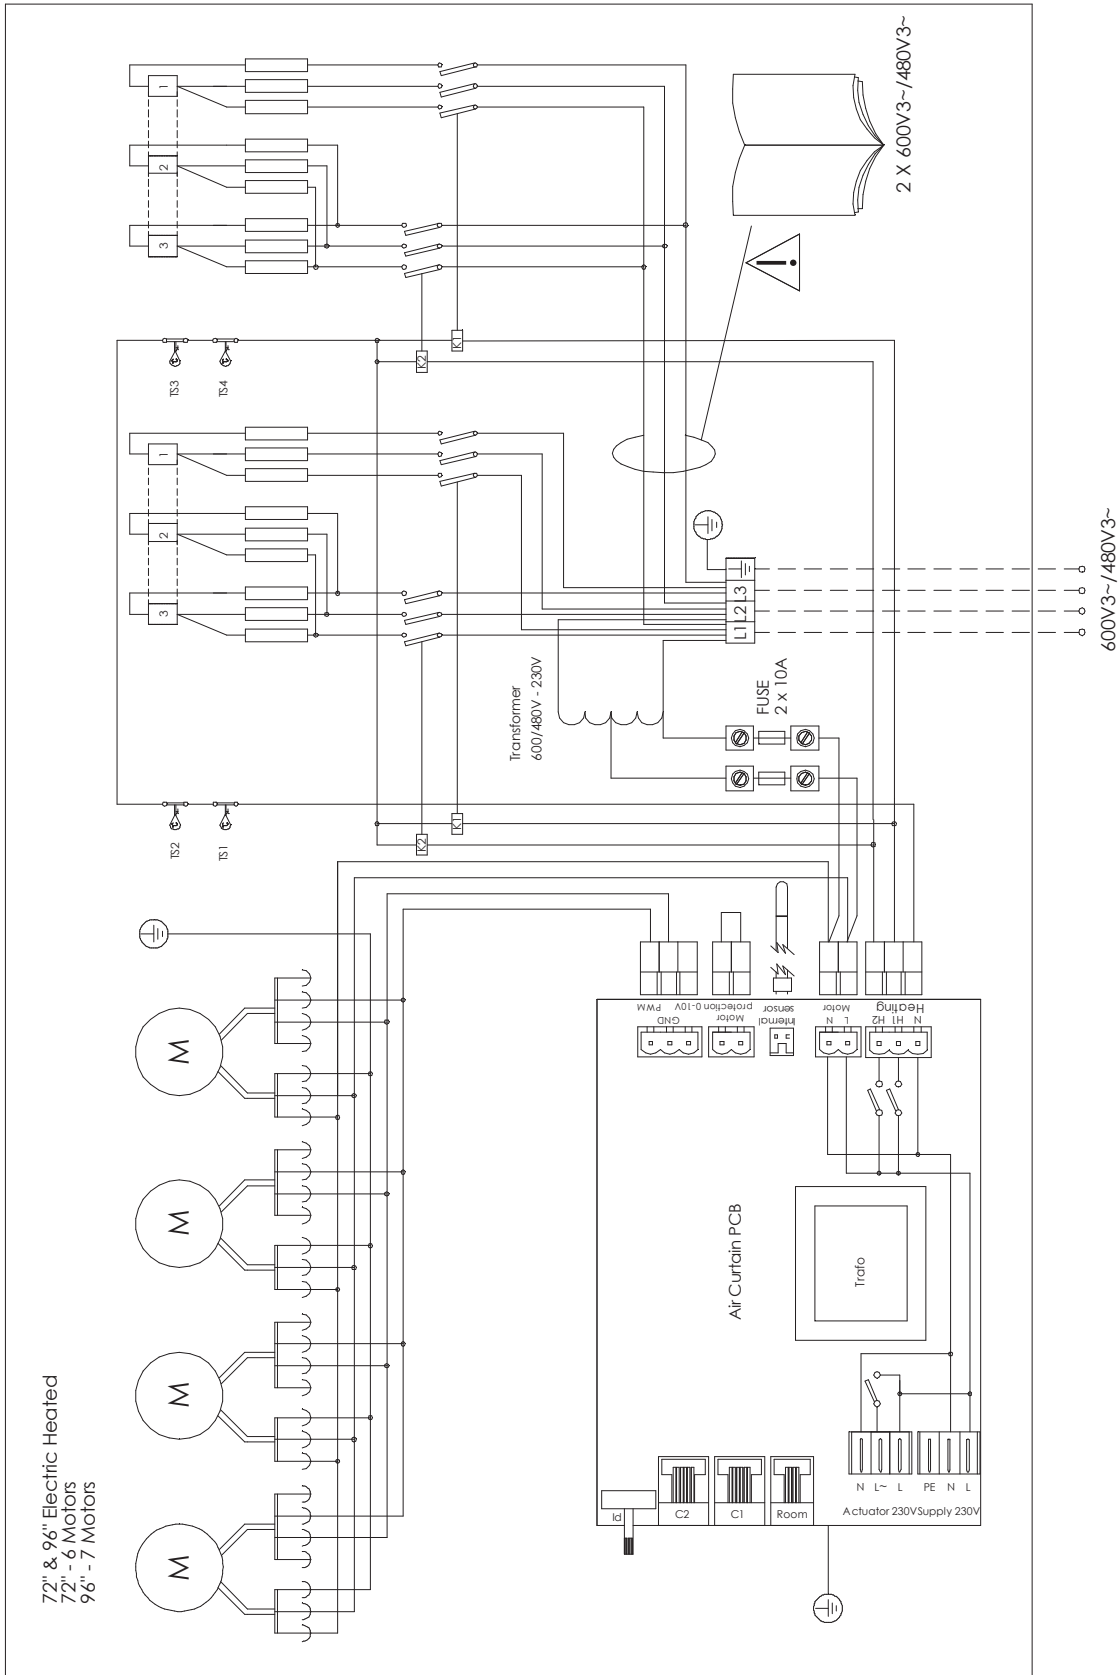 72" & 96" Electric Heated
72" - 6 Motors
96" - 7 Motors
M
M
M
M
TS2
TS1
TS3
TS4
3
2
1
3
2
1
K2
K1
K2
K1
Transformer
600/480V - 230V
FUSE
2 x 10A
L1
L2
L3
2 X 600V3~/480V3~
600V3~/480V3~
PWM
GND
0-10V
Motor
protection
Internal
sensor
Motor
N
L
Heating
H2
H1
N
Air Curtain PCB
Trafo
Id
C2
C1
Room
N
L~
L
PE
N
L
Actuator 230V
Supply 230V